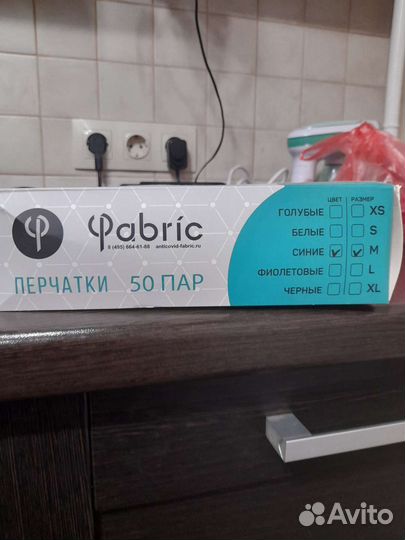 ЦВЕТ РАЗМЕР
ГОЛУБЫЕ XS
БЕЛЫЕ S
СИНИЕ M
ФИОЛЕТОВЫЕ L
ЧЕРНЫЕ XL
φabric
8 (495) 664-61-88 anticovid-fabric.ru
ПЕРЧАТКИ 50 ПАР
Avito